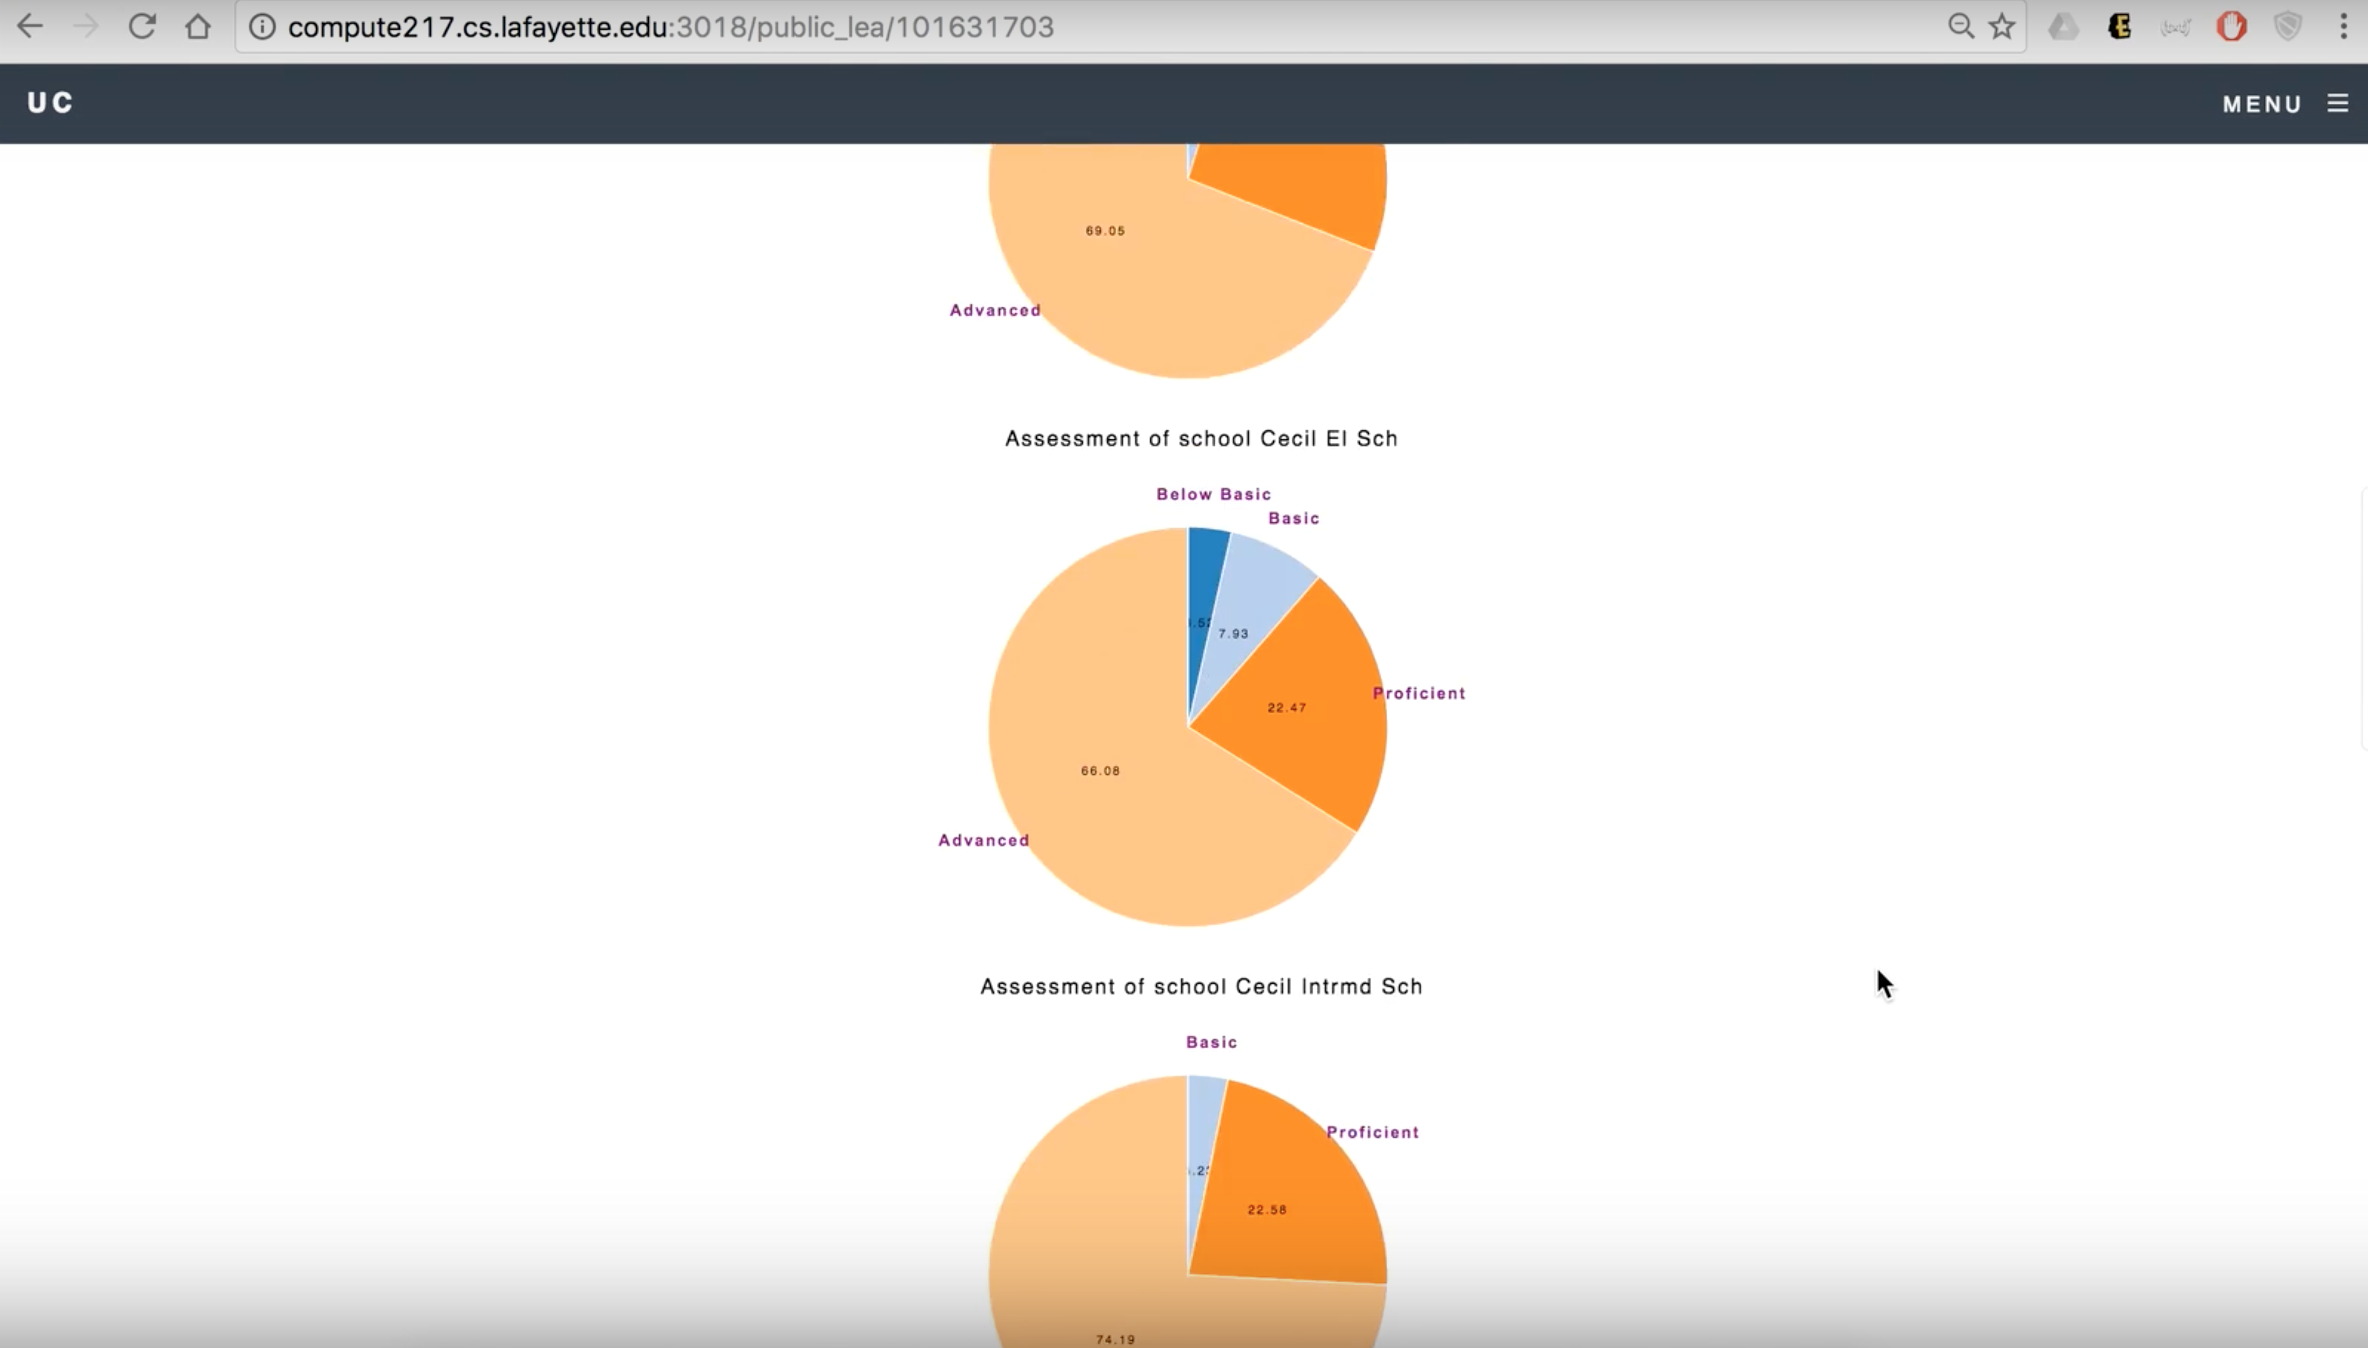 compute217.cs.lafayette.edu:3018/public_lea/101631703
UC
MENU
69.05
Advanced
Assessment of school Cecil El Sch
Below Basic
Basic
7.93
Proficient
22.47
66.08
Advanced
Assessment of school Cecil Intrmd Sch
Basic
Proficient
22.58
74.19